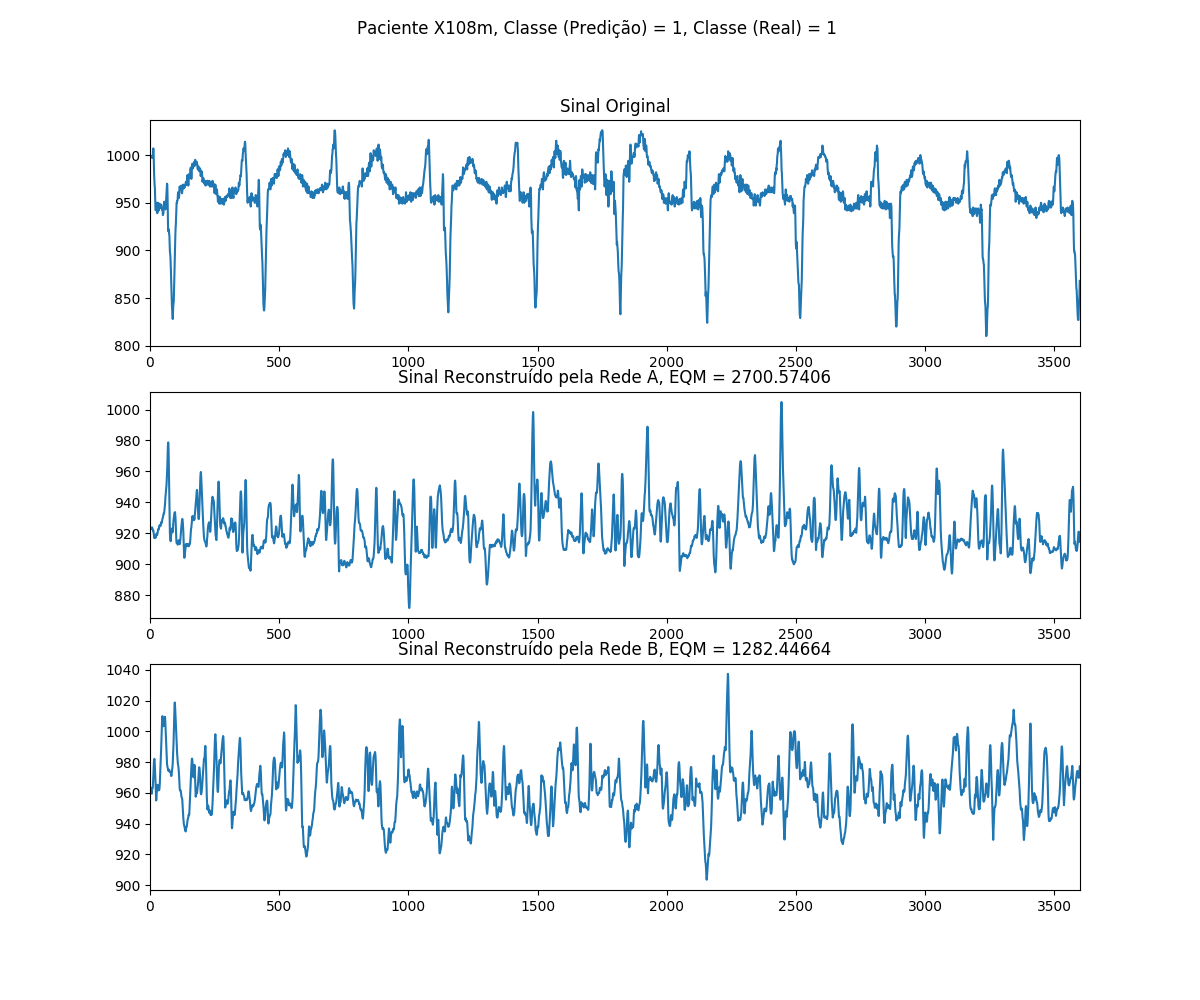 Paciente X108m, Classe (Predição) = 1, Classe (Real) = 1
Sinal Original
1000
950
900
850
800
0 500 1000 1500 2000 2500 3000 3500
Sinal Reconstruído pela Rede A, EQM = 2700.57406
1000
980
960
940
920
900
880
0 500 1000 1500 2000 2500 3000 3500
Sinal Reconstruído pela Rede B, EQM = 1282.44664
1040
1020
1000
980
960
940
920
900
0 500 1000 1500 2000 2500 3000 3500